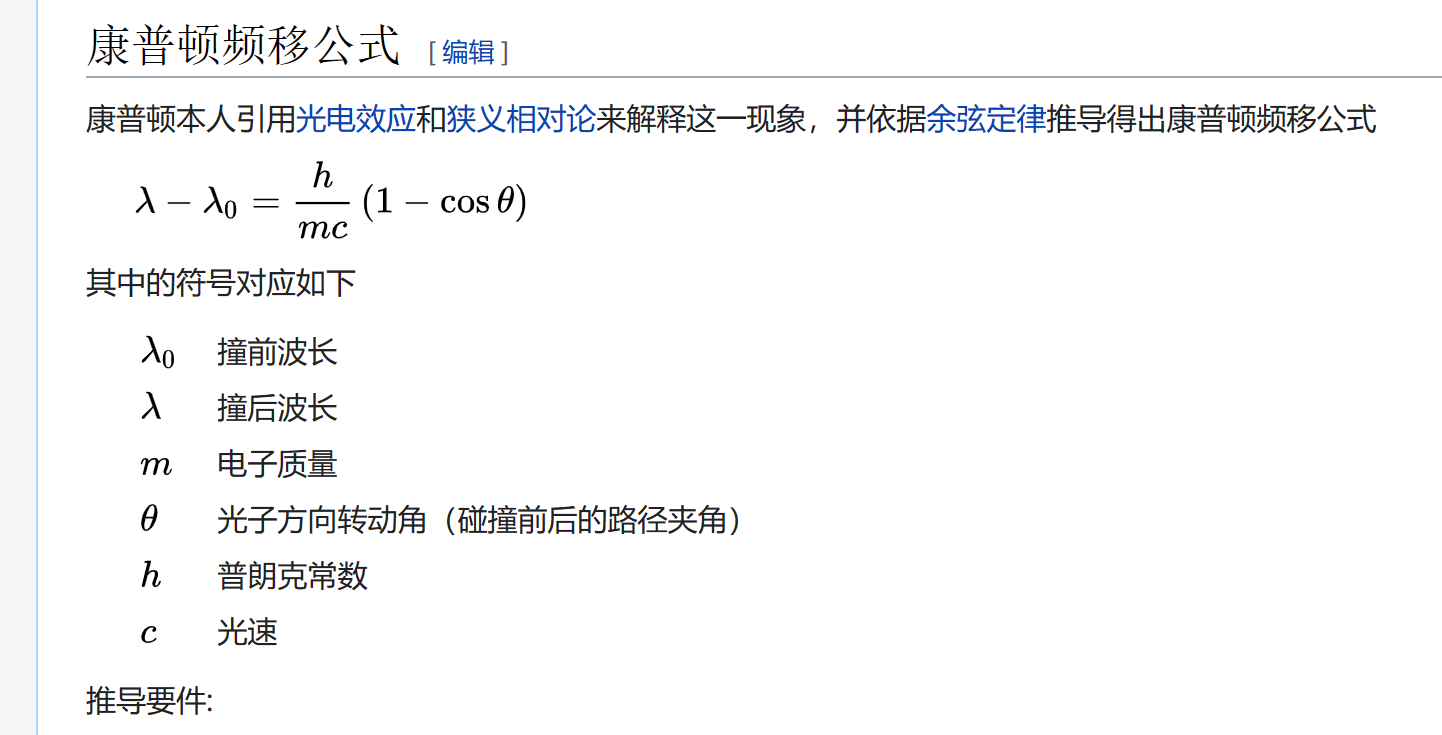 康普顿频移公式 [编辑]
康普顿本人引用光电效应和狭义相对论来解释这一现象，并依据余弦定律推导得出康普顿频移公式
λ − λ₀ = h/mc (1 − cos θ)
其中的符号对应如下
λ₀ 撞前波长
λ 撞后波长
m 电子质量
θ 光子方向转动角（碰撞前后的路径夹角）
h 普朗克常数
c 光速
推导要件: